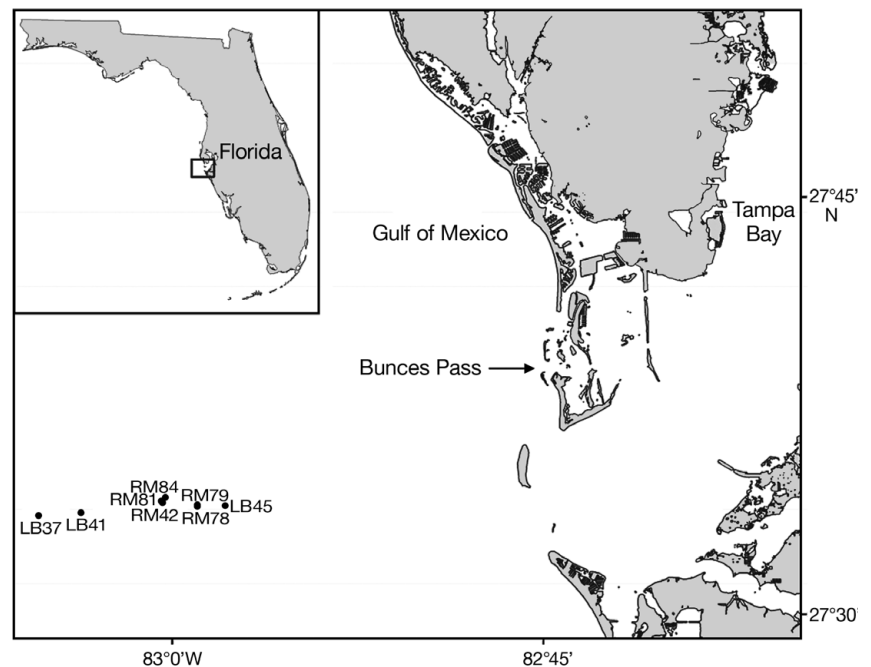 Florida
27°45'
N
Tampa
Bay
Gulf of Mexico
Bunces Pass
RM84
RM81
RM79
LB45
RM42
RM78
LB41
LB37
27°30'
83°0'W
82°45'